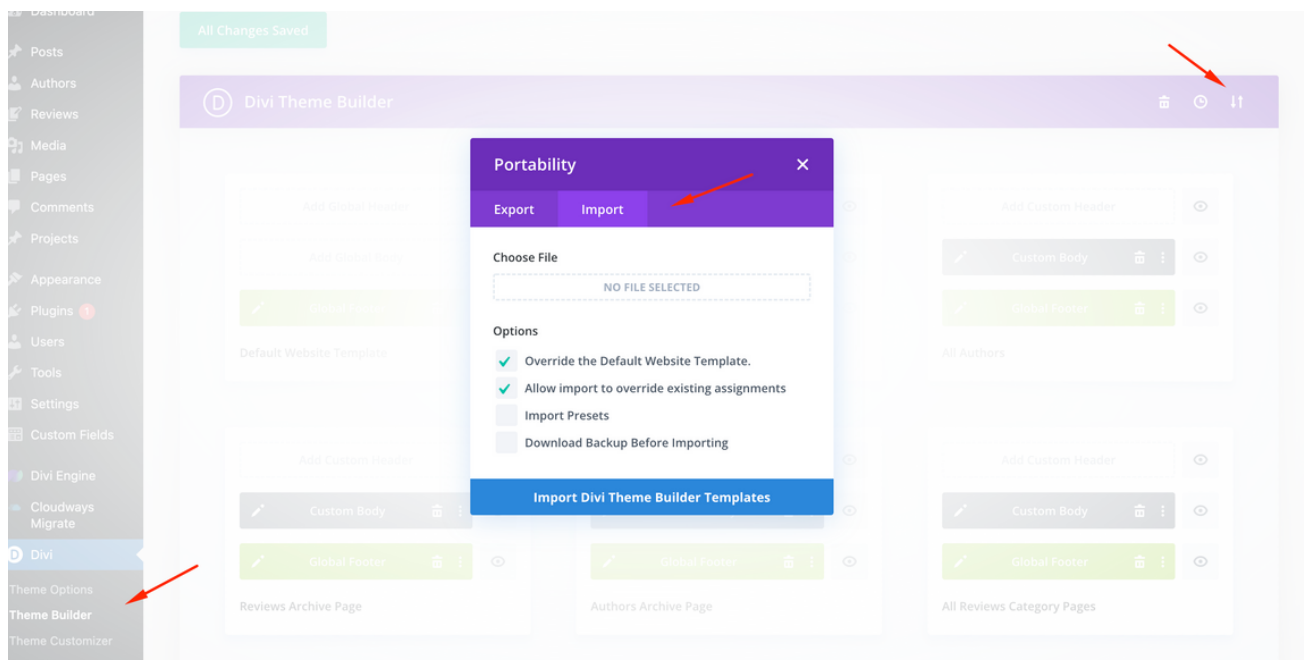 Dashboard
All Changes Saved
Posts
Authors
Reviews
Media
Pages
Comments
Projects
Appearance
Plugins 1
Users
Tools
Settings
Custom Fields
Divi Engine
Cloudways
Migrate
D Divi
Theme Options
Theme Builder
Theme Customizer
D Divi Theme Builder
Portability
Export Import
Choose File
NO FILE SELECTED
Options
Override the Default Website Template.
Allow import to override existing assignments
Import Presets
Download Backup Before Importing
Import Divi Theme Builder Templates
Add Global Header
Add Global Body
Global Footer
Default Website Template
Add Custom Header
Custom Body
Global Footer
All Authors
Add Custom Header
Custom Body
Global Footer
Reviews Archive Page
Global Footer
Authors Archive Page
Add Custom Header
Custom Body
Global Footer
All Reviews Category Pages